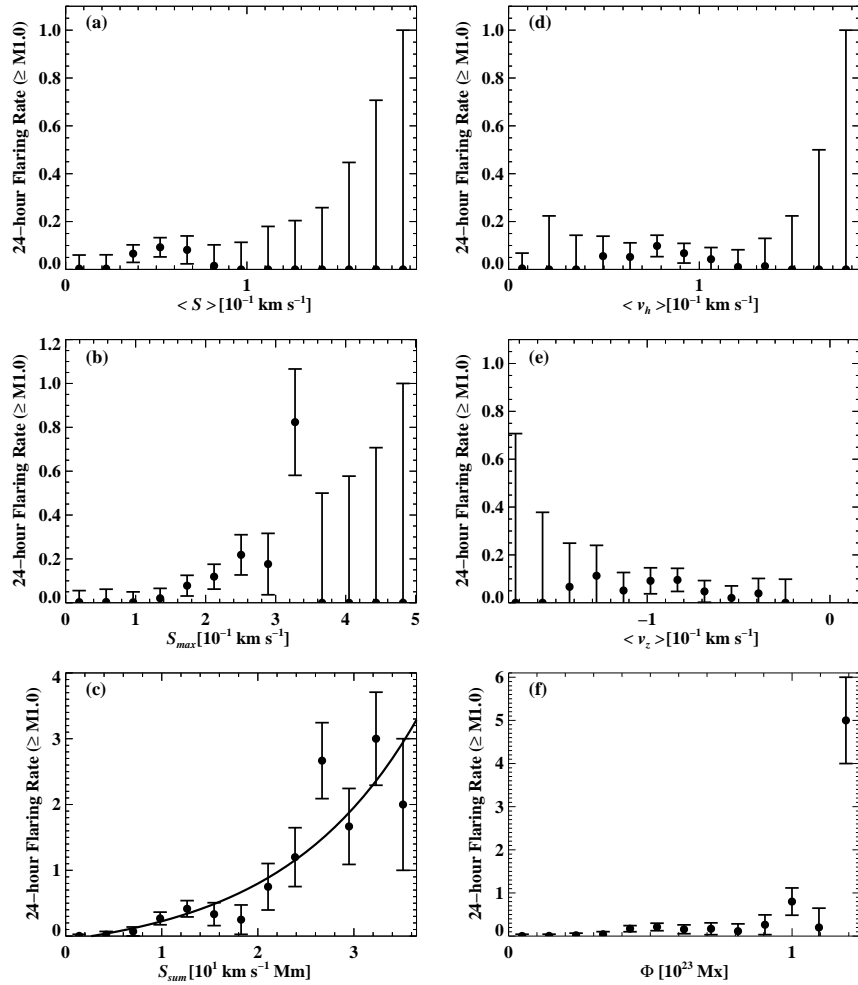 (a)
24−hour Flaring Rate (≥ M1.0)
1.0
0.8
0.6
0.4
0.2
0.0
0
1
< S >[10⁻¹ km s⁻¹]
(d)
24−hour Flaring Rate (≥ M1.0)
1.0
0.8
0.6
0.4
0.2
0.0
0
1
< v_h >[10⁻¹ km s⁻¹]
(b)
24−hour Flaring Rate (≥ M1.0)
1.2
1.0
0.8
0.6
0.4
0.2
0.0
0 1 2 3 4 5
S_max[10⁻¹ km s⁻¹]
(e)
24−hour Flaring Rate (≥ M1.0)
1.0
0.8
0.6
0.4
0.2
0.0
−1 0
< v_z >[10⁻¹ km s⁻¹]
(c)
24−hour Flaring Rate (≥ M1.0)
4
3
2
1
0
0 1 2 3
S_sum [10¹ km s⁻¹ Mm]
(f)
24−hour Flaring Rate (≥ M1.0)
6
5
4
3
2
1
0
0 1
Φ [10²³ Mx]